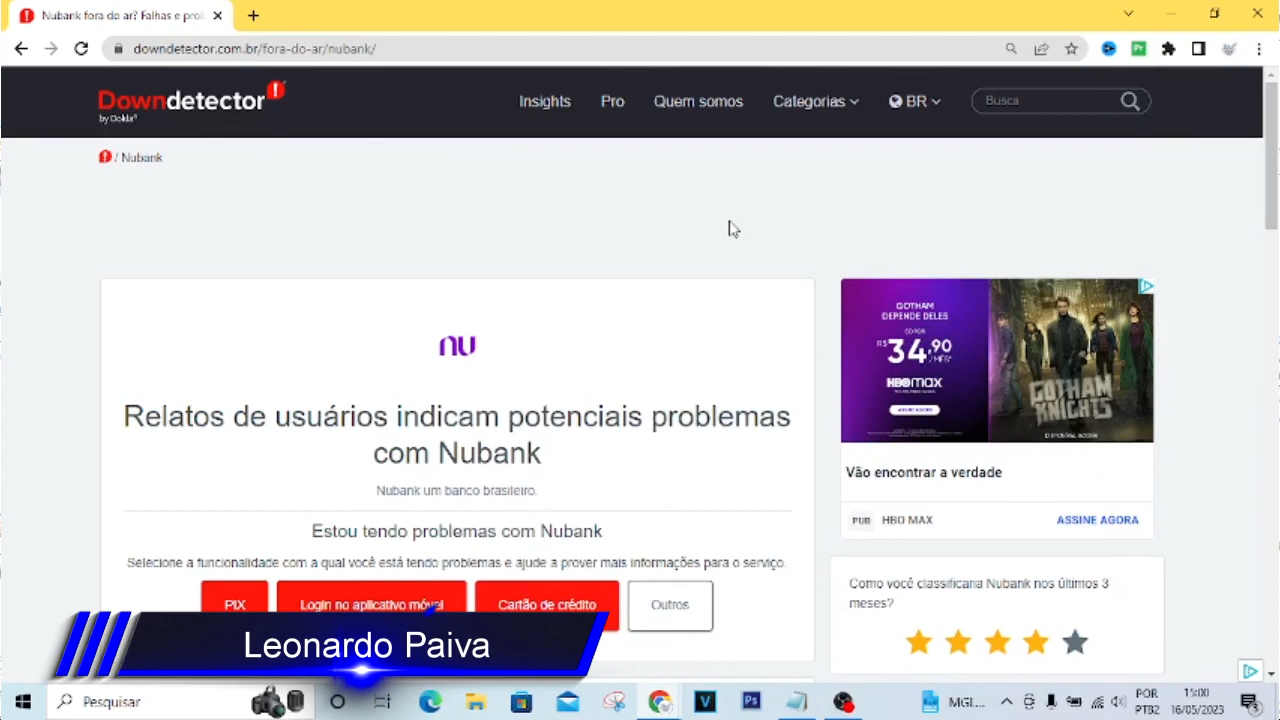 Nubank fora do ar? Falhas e pro
downdetector.com.br/fora-do-ar/nubank/
Downdetector
by Ookla
Insights
Pro
Quem somos
Categorias
BR
Busca
/ Nubank
nu
Relatos de usuários indicam potenciais problemas
com Nubank
Nubank um banco brasileiro.
Estou tendo problemas com Nubank
Selecione a funcionalidade com a qual você está tendo problemas e ajude a prover mais informações para o serviço.
PIX
Login no aplicativo móvel
Cartão de crédito
Outros
GOTHAM
DEPENDE DELES
R$ 34,90 /MÊS*
HBOMAX
GOTHAM
KNIGHTS
Vão encontrar a verdade
PUB HBO MAX
ASSINE AGORA
Como você classificaria Nubank nos últimos 3
meses?
Leonardo Paiva
Pesquisar
MGL...
POR
PTB2
15:00
16/05/2023
3